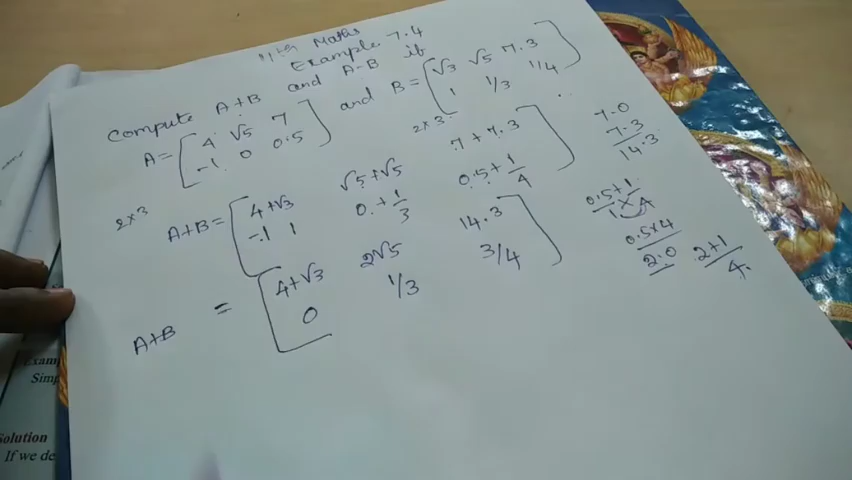 11th Maths
Example 7.4
Compute A+B and A-B if
A = [ 4 √5 7
-1 0 0.5 ] and B = [ √3 √5 7.3
1 1/3 1/4 ]
2×3 2×3
A+B = [ 4+√3 √5+√5 7+7.3
-1 1 0+1/3 0.5+1/4 ]
A+B = [ 4+√3 2√5 14.3
0 1/3 3/4 ]
7.0
7.3
14.3
0.5+1
1×4
0.5×4
2.0
2+1
4
Exam
Simp
Solution
If we de